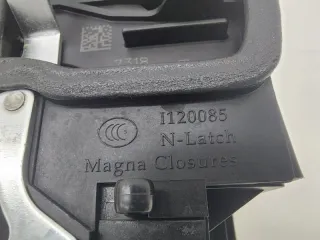 I120085
N-Latch
Magna Closures